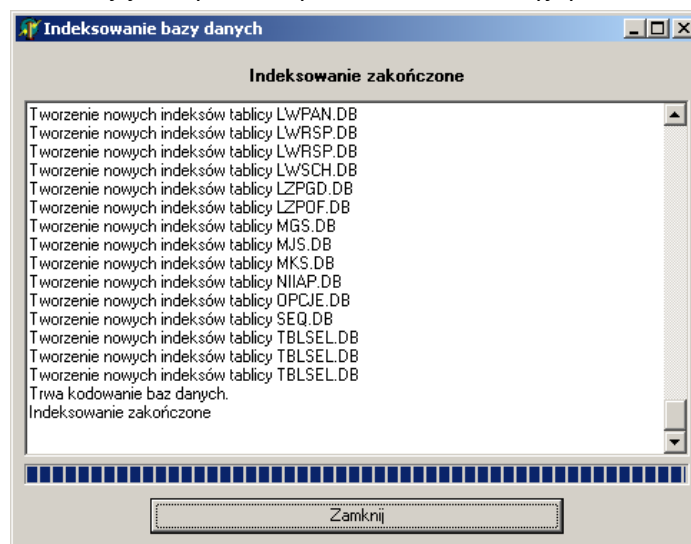 Indeksowanie bazy danych
Indeksowanie zakończone
Tworzenie nowych indeksów tablicy LWPAN.DB
Tworzenie nowych indeksów tablicy LWRSP.DB
Tworzenie nowych indeksów tablicy LWRSP.DB
Tworzenie nowych indeksów tablicy LWSCH.DB
Tworzenie nowych indeksów tablicy LZPGD.DB
Tworzenie nowych indeksów tablicy LZPOF.DB
Tworzenie nowych indeksów tablicy MGS.DB
Tworzenie nowych indeksów tablicy MJS.DB
Tworzenie nowych indeksów tablicy MKS.DB
Tworzenie nowych indeksów tablicy NIIAP.DB
Tworzenie nowych indeksów tablicy OPCJE.DB
Tworzenie nowych indeksów tablicy SEQ.DB
Tworzenie nowych indeksów tablicy TBLSEL.DB
Tworzenie nowych indeksów tablicy TBLSEL.DB
Tworzenie nowych indeksów tablicy TBLSEL.DB
Trwa kodowanie baz danych.
Indeksowanie zakończone
Zamknij